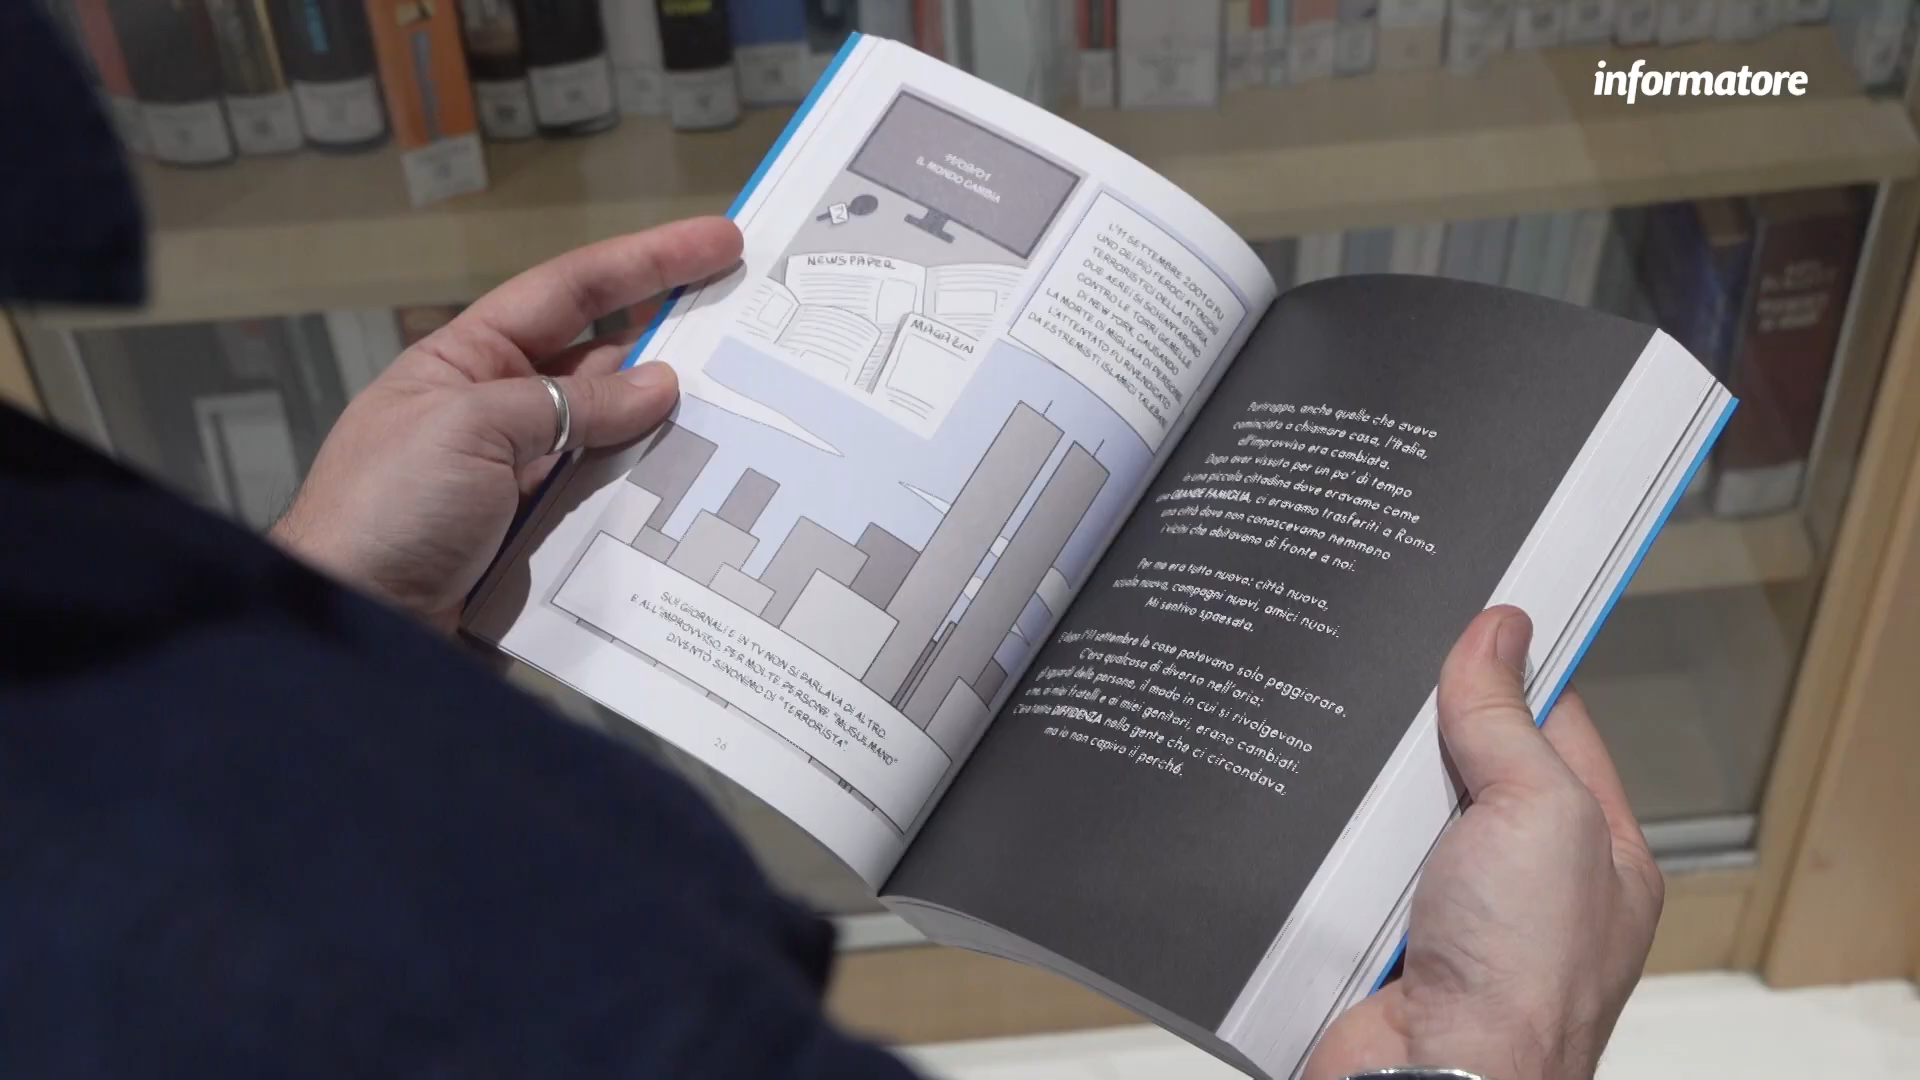 informatore
11/09/01
IL MONDO CAMBIA
2
NEWSPAPER
MAGAZIN
L'11 SETTEMBRE 2001 CI FU
UNO DEI PIÙ FEROCI ATTACCHI
TERRORISTICI DELLA STORIA.
DUE AEREI SI SCHIANTARONO
CONTRO LE TORRI GEMELLE
DI NEW YORK, CAUSANDO
LA MORTE DI MIGLIAIA DI PERSONE.
L'ATTENTATO FU RIVENDICATO
DA ESTREMISTI ISLAMICI TALEBANI.
SUI GIORNALI E IN TV NON SI PARLAVA DI ALTRO
E ALL'IMPROVVISO, PER MOLTE PERSONE, "MUSULMANO"
DIVENTÒ SINONIMO DI "TERRORISTA".
26
Purtroppo, anche quella che avevo
cominciato a chiamare casa, l'Italia,
all'improvviso era cambiata.
Dopo aver vissuto per un po' di tempo
in una piccola cittadina dove eravamo come
una GRANDE FAMIGLIA, ci eravamo trasferiti a Roma,
una città dove non conoscevamo nemmeno
i vicini che abitavano di fronte a noi.
Per me era tutto nuovo: città nuova,
scuola nuova, compagni nuovi, amici nuovi.
Mi sentivo spaesata.
E dopo l'11 settembre le cose potevano solo peggiorare.
C'era qualcosa di diverso nell'aria:
gli sguardi delle persone, il modo in cui si rivolgevano
a me, ai miei fratelli e ai miei genitori, erano cambiati.
C'era tanta DIFFIDENZA nella gente che ci circondava,
ma io non capivo il perché.